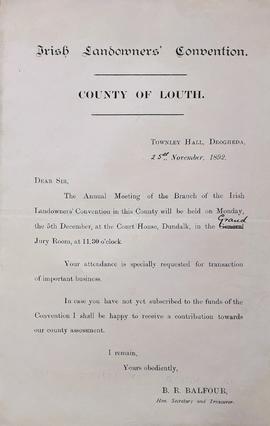 Irish Landowners' Convention.
COUNTY OF LOUTH.
TOWNLEY HALL, DROGHEDA,
25th November, 1892.
DEAR SIR,
The Annual Meeting of the Branch of the Irish
Landowners' Convention in this County will be held on Monday,
the 5th December, at the Court House, Dundalk, in the General Grand
Jury Room, at 11.30 o'clock.
Your attendance is specially requested for transaction
of important business.
In case you have not yet subscribed to the funds of the
Convention I shall be happy to receive a contribution towards
our county assessment.
I remain,
Yours obediently,
B. R. BALFOUR,
Hon. Secretary and Treasurer.